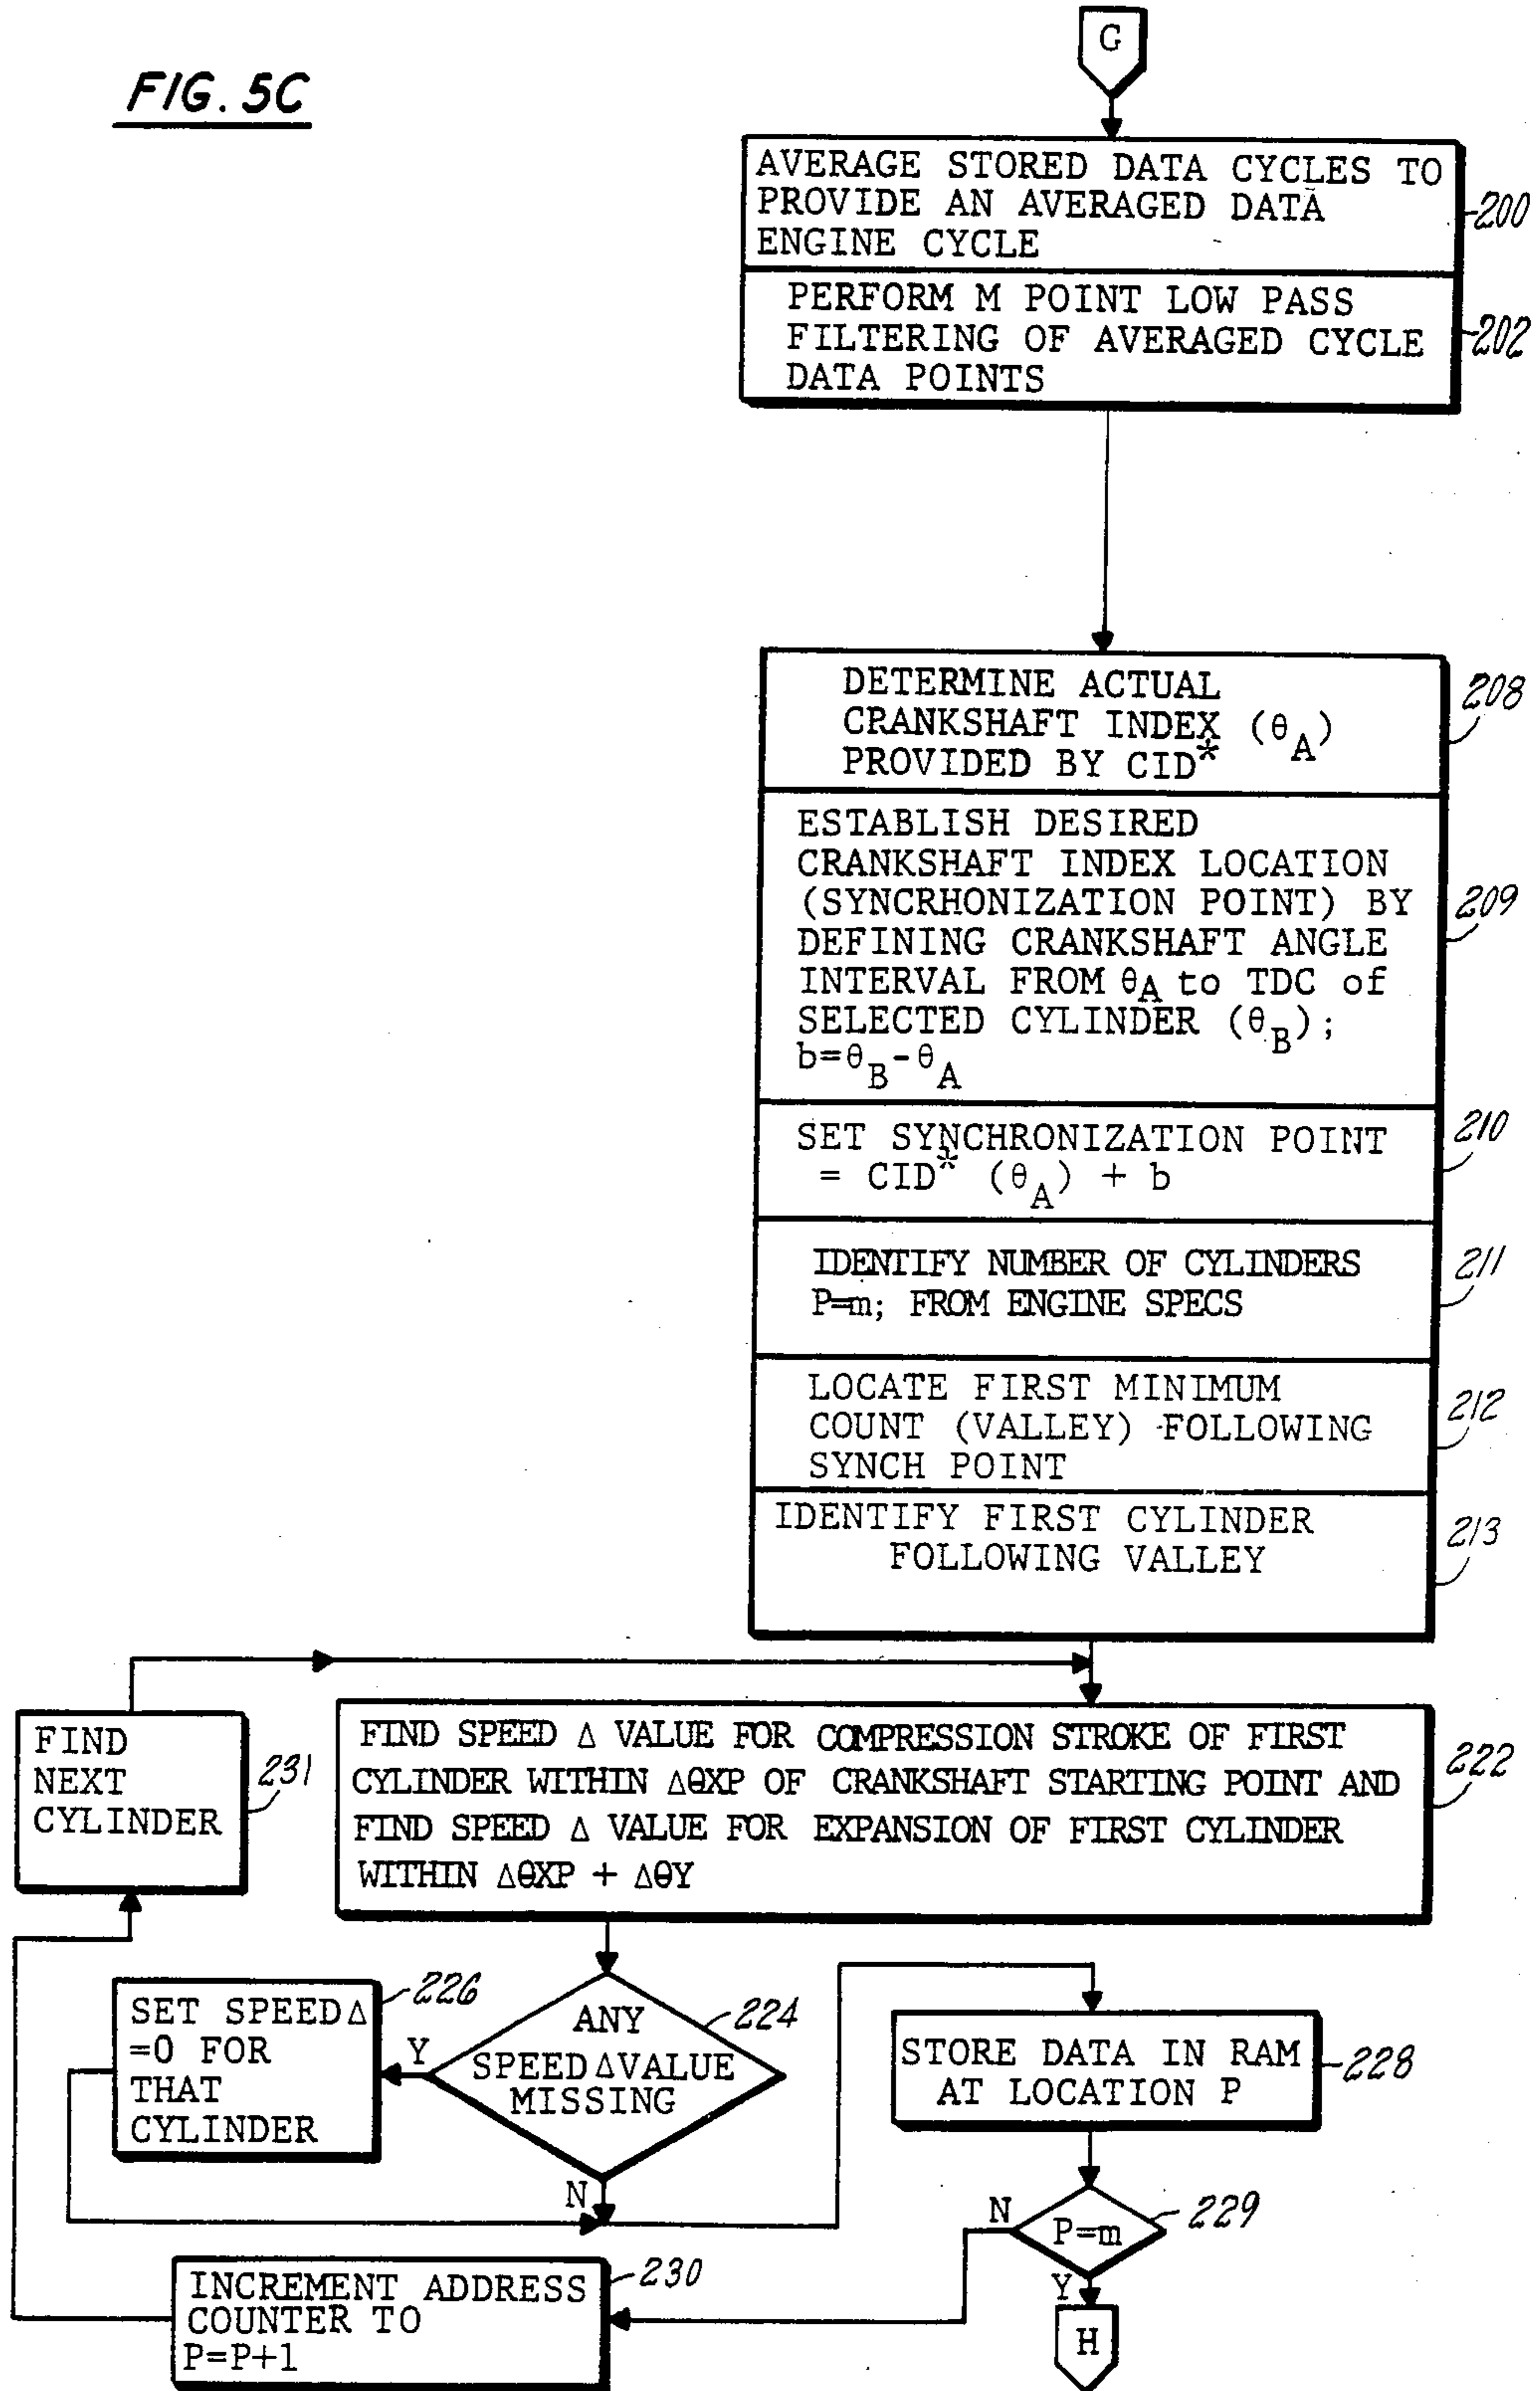 FIG. 5C
G
AVERAGE STORED DATA CYCLES TO
PROVIDE AN AVERAGED DATA
ENGINE CYCLE
200
PERFORM M POINT LOW PASS
FILTERING OF AVERAGED CYCLE
DATA POINTS
202
DETERMINE ACTUAL
CRANKSHAFT INDEX (θA)
PROVIDED BY CID*
208
ESTABLISH DESIRED
CRANKSHAFT INDEX LOCATION
(SYNCRHONIZATION POINT) BY
DEFINING CRANKSHAFT ANGLE
INTERVAL FROM θA to TDC of
SELECTED CYLINDER (θB);
b=θB-θA
209
SET SYNCHRONIZATION POINT
= CID* (θA) + b
210
IDENTIFY NUMBER OF CYLINDERS
P=m; FROM ENGINE SPECS
211
LOCATE FIRST MINIMUM
COUNT (VALLEY) FOLLOWING
SYNCH POINT
212
IDENTIFY FIRST CYLINDER
FOLLOWING VALLEY
213
FIND
NEXT
CYLINDER
231
FIND SPEED Δ VALUE FOR COMPRESSION STROKE OF FIRST
CYLINDER WITHIN ΔθXP OF CRANKSHAFT STARTING POINT AND
FIND SPEED Δ VALUE FOR EXPANSION OF FIRST CYLINDER
WITHIN ΔθXP + ΔθY
222
SET SPEED Δ
=0 FOR
THAT
CYLINDER
226
Y
ANY
SPEED Δ VALUE
MISSING
224
N
STORE DATA IN RAM
AT LOCATION P
228
N
P=m
229
Y
H
INCREMENT ADDRESS
COUNTER TO
P=P+1
230